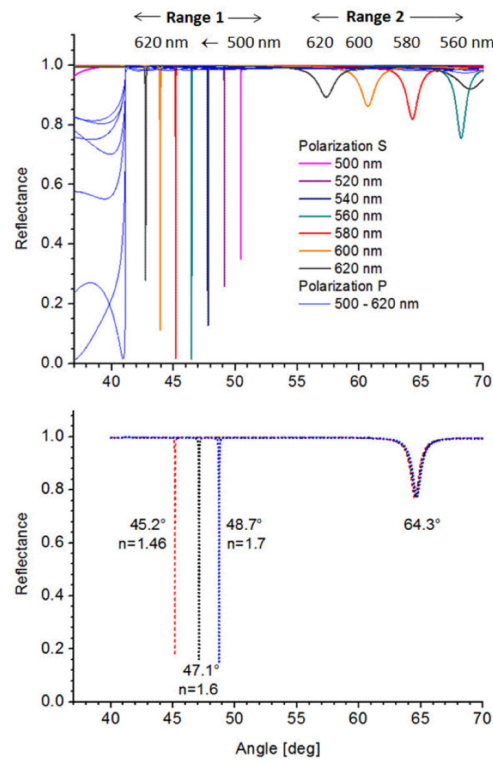 Range 1
Range 2
620 nm ← 500 nm
620 600 580 560 nm
1.0
0.8
0.6
0.4
0.2
0.0
Reflectance
Polarization S
500 nm
520 nm
540 nm
560 nm
580 nm
600 nm
620 nm
Polarization P
500 - 620 nm
40 45 50 55 60 65 70
1.0
0.8
0.6
0.4
0.2
0.0
Reflectance
45.2°
n=1.46
48.7°
n=1.7
64.3°
47.1°
n=1.6
40 45 50 55 60 65 70
Angle [deg]